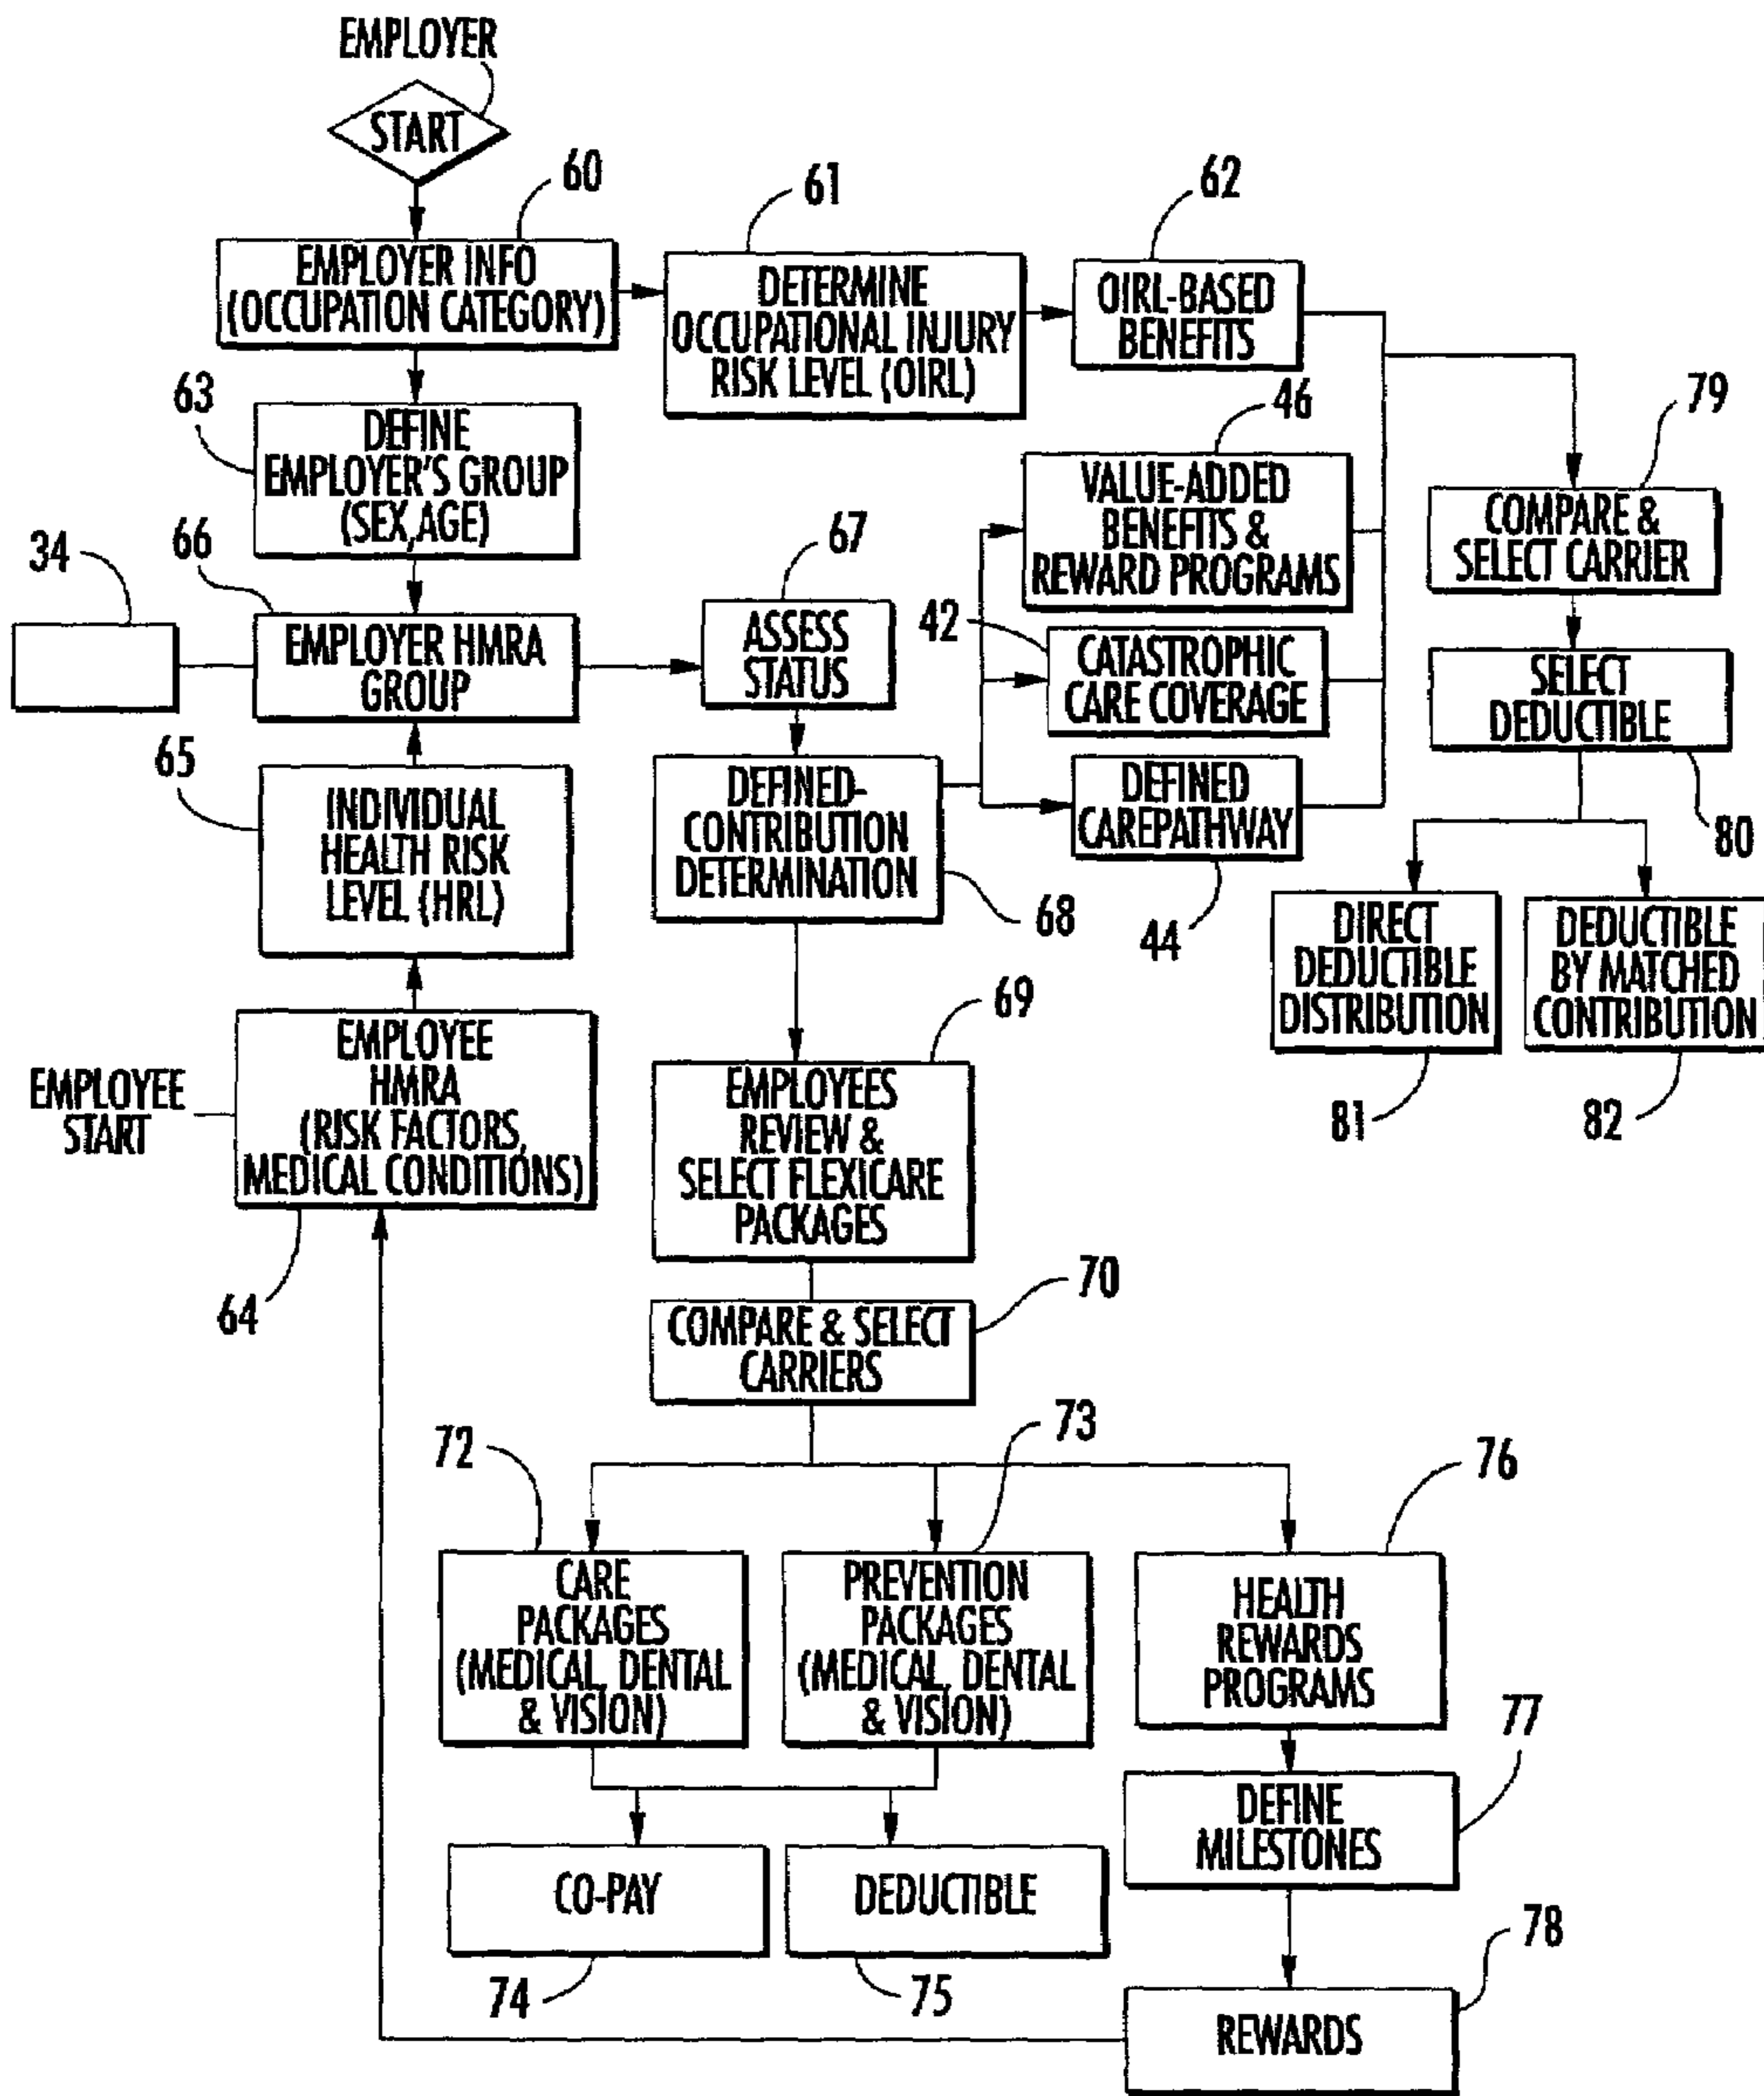 EMPLOYER
START
60
61
62
EMPLOYER INFO
(OCCUPATION CATEGORY)
DETERMINE
OCCUPATIONAL INJURY
RISK LEVEL (OIRL)
OIRL-BASED
BENEFITS
63
DEFINE
EMPLOYER'S GROUP
(SEX,AGE)
46
VALUE-ADDED
BENEFITS &
REWARD PROGRAMS
79
COMPARE &
SELECT CARRIER
34
66
EMPLOYER HMRA
GROUP
67
ASSESS
STATUS
42
CATASTROPHIC
CARE COVERAGE
SELECT
DEDUCTIBLE
80
65
INDIVIDUAL
HEALTH RISK
LEVEL (HRL)
DEFINED-
CONTRIBUTION
DETERMINATION
68
DEFINED
CAREPATHWAY
44
DIRECT
DEDUCTIBLE
DISTRIBUTION
81
DEDUCTIBLE
BY MATCHED
CONTRIBUTION
82
EMPLOYEE
START
EMPLOYEE
HMRA
(RISK FACTORS,
MEDICAL CONDITIONS)
64
69
EMPLOYEES
REVIEW &
SELECT FLEXICARE
PACKAGES
70
COMPARE & SELECT
CARRIERS
72
73
76
CARE
PACKAGES
(MEDICAL, DENTAL
& VISION)
PREVENTION
PACKAGES
(MEDICAL, DENTAL
& VISION)
HEALTH
REWARDS
PROGRAMS
77
DEFINE
MILESTONES
CO-PAY
74
DEDUCTIBLE
75
78
REWARDS